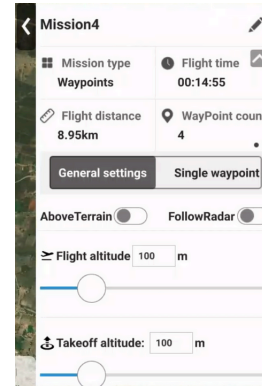 Mission4
Mission type
Waypoints
Flight time
00:14:55
Flight distance
8.95km
WayPoint coun
4
General settings
Single waypoint
AboveTerrain
FollowRadar
Flight altitude 100 m
Takeoff altitude: 100 m